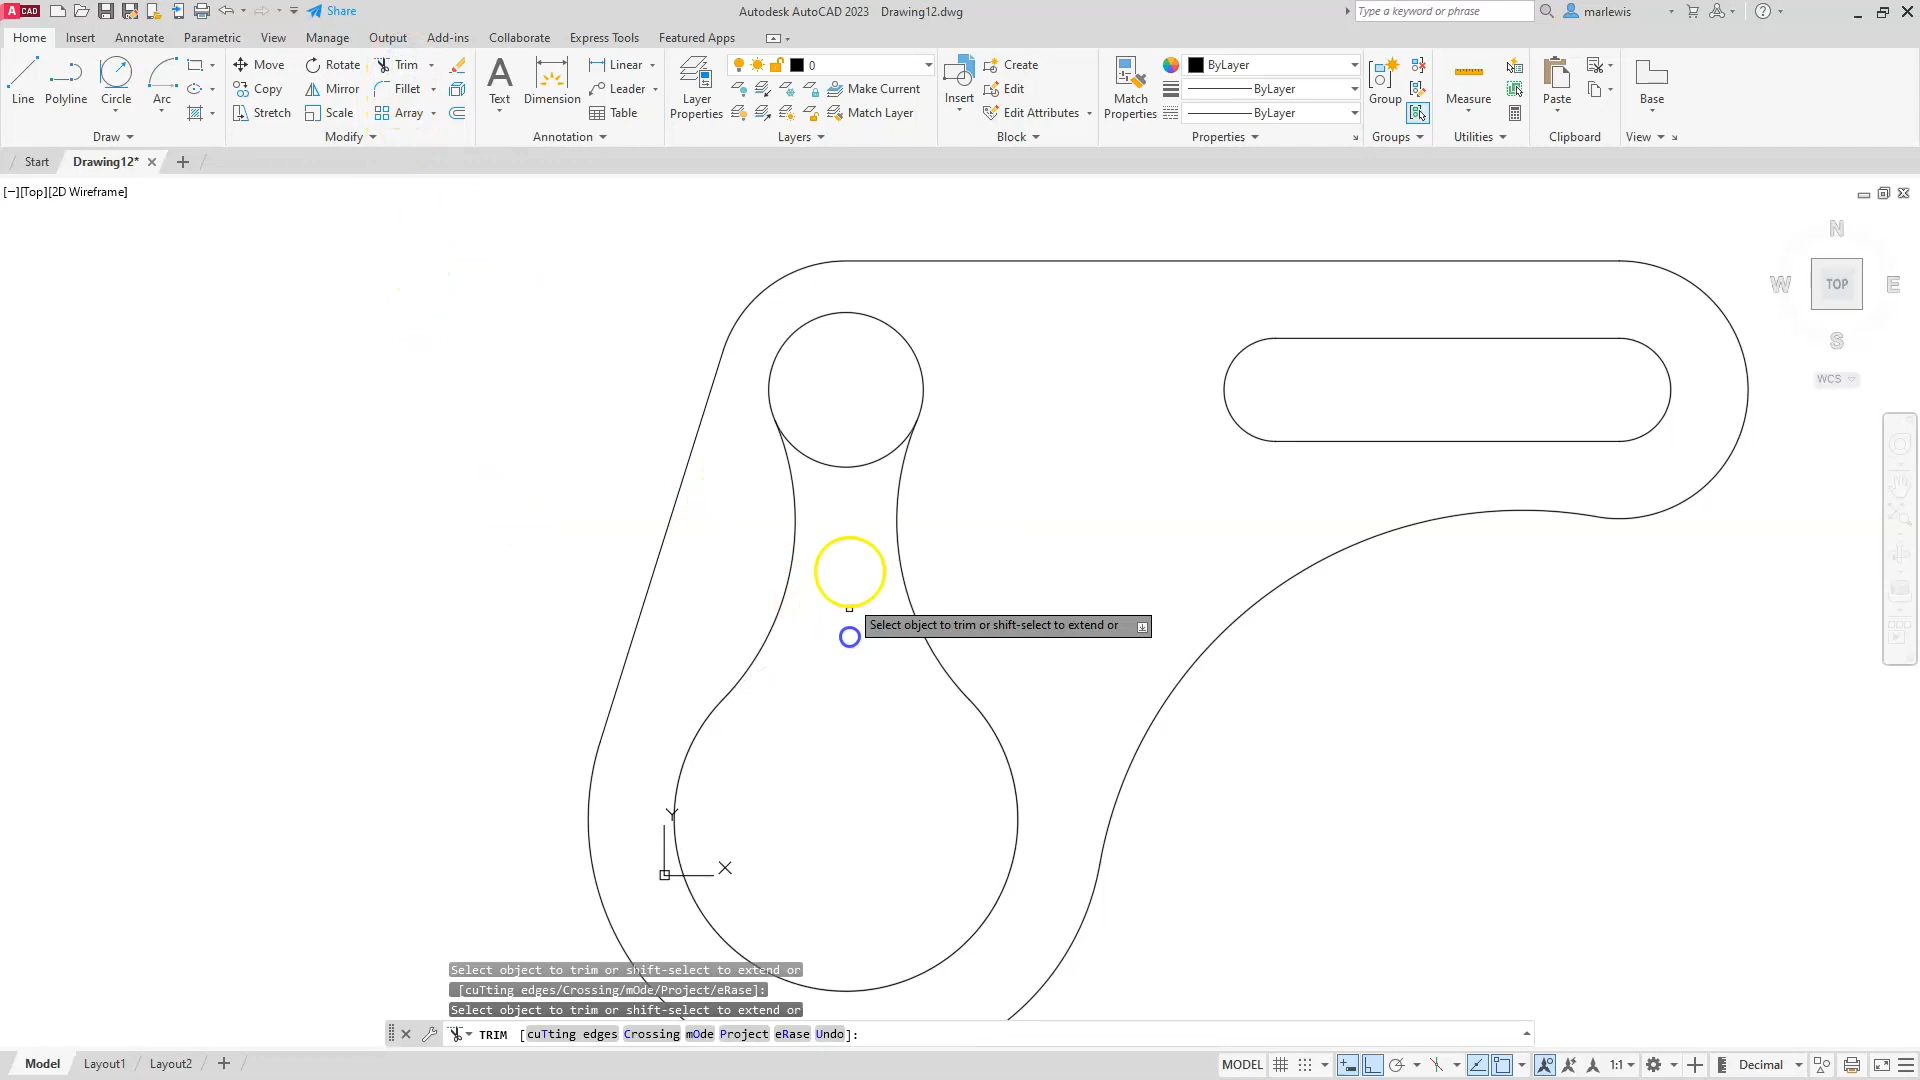 A CAD Share Autodesk AutoCAD 2023 Drawing12.dwg Type a keyword or phrase marlewis
Home Insert Annotate Parametric View Manage Output Add-ins Collaborate Express Tools Featured Apps
Line Polyline Circle Arc Move Rotate Trim Text Dimension Linear Layer Properties 0 Insert Create Match Properties ByLayer Group Measure Paste Base
Copy Mirror Fillet Leader Make Current Edit ByLayer
Stretch Scale Array Table Match Layer Edit Attributes ByLayer
Draw Modify Annotation Layers Block Properties Groups Utilities Clipboard View
Start Drawing12*
[−][Top][2D Wireframe]
N
W TOP E
S
WCS
Select object to trim or shift-select to extend or
Y
X
Select object to trim or shift-select to extend or
[cuTting edges/Crossing/mOde/Project/eRase]:
Select object to trim or shift-select to extend or
TRIM [cuTting edges Crossing mOde Project eRase Undo]:
Model Layout1 Layout2 MODEL 1:1 Decimal